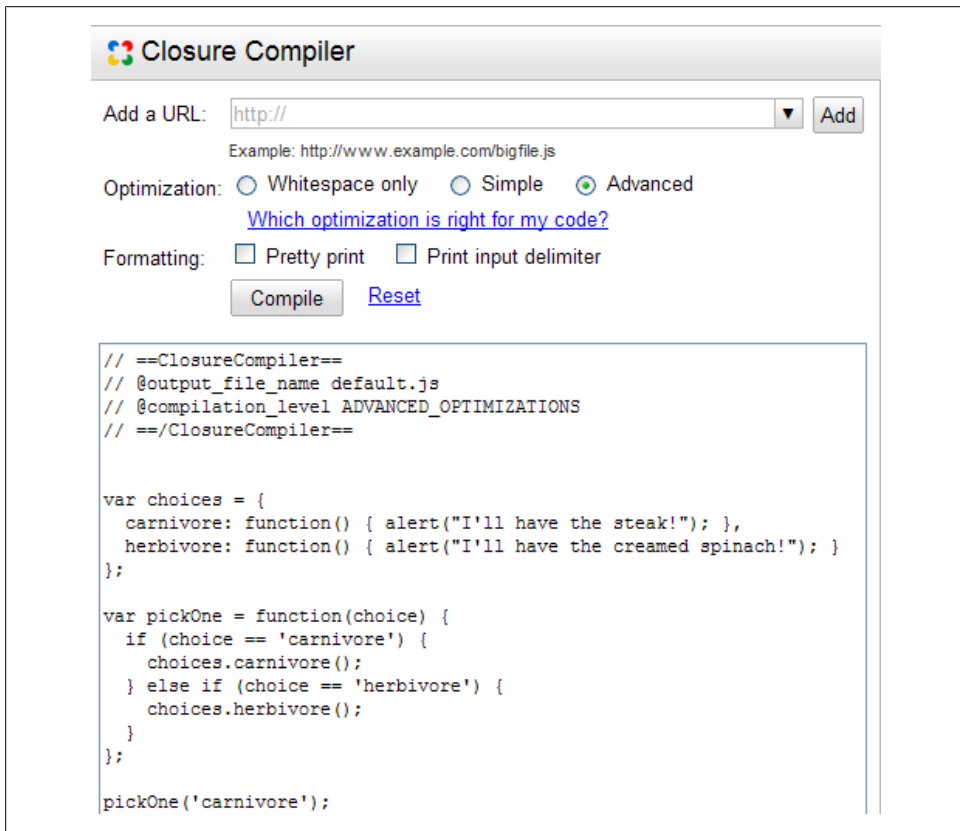 Closure Compiler
Add a URL: http:// ▼ Add
Example: http://www.example.com/bigfile.js
Optimization: Whitespace only Simple Advanced
Which optimization is right for my code?
Formatting: Pretty print Print input delimiter
Compile Reset
// ==ClosureCompiler==
// @output_file_name default.js
// @compilation_level ADVANCED_OPTIMIZATIONS
// ==/ClosureCompiler==
var choices = {
  carnivore: function() { alert("I'll have the steak!"); },
  herbivore: function() { alert("I'll have the creamed spinach!"); }
};
var pickOne = function(choice) {
  if (choice == 'carnivore') {
    choices.carnivore();
  } else if (choice == 'herbivore') {
    choices.herbivore();
  }
};
pickOne('carnivore');